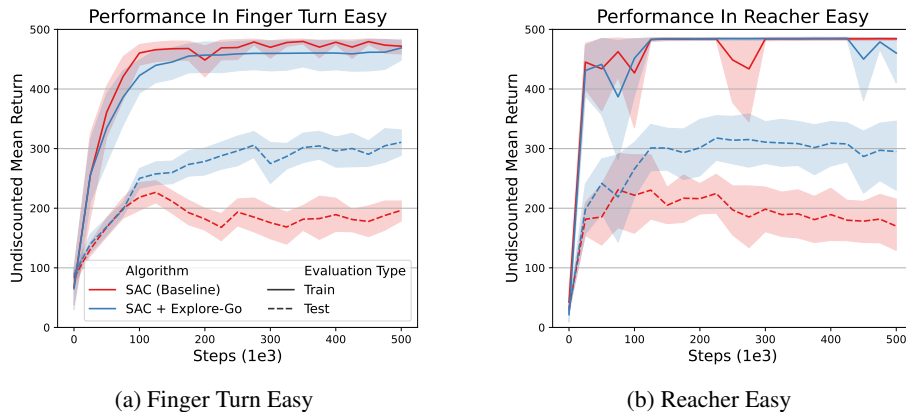 Performance In Finger Turn Easy
500
400
300
200
100
0
Undiscounted Mean Return
Algorithm
SAC (Baseline)
SAC + Explore-Go
Evaluation Type
Train
Test
0 100 200 300 400 500
Steps (1e3)
(a) Finger Turn Easy
Performance In Reacher Easy
500
400
300
200
100
0
Undiscounted Mean Return
0 100 200 300 400 500
Steps (1e3)
(b) Reacher Easy